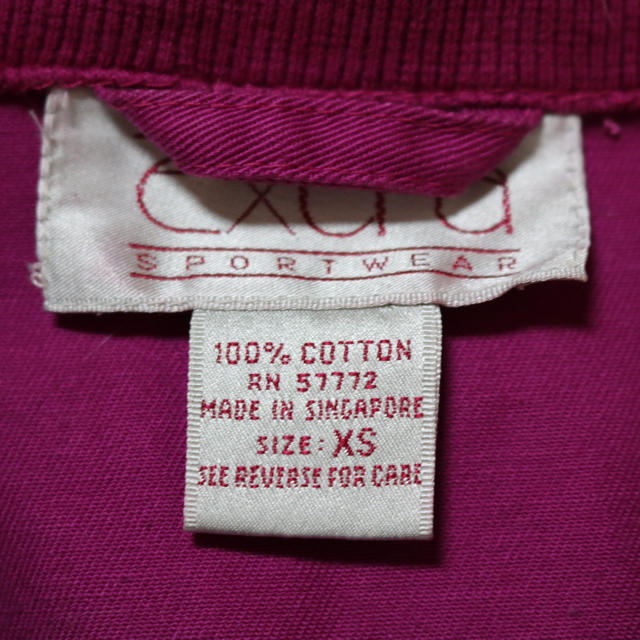 SPORTWEAR
100% COTTON
RN 57772
MADE IN SINGAPORE
SIZE: XS
SEE REVERSE FOR CARE